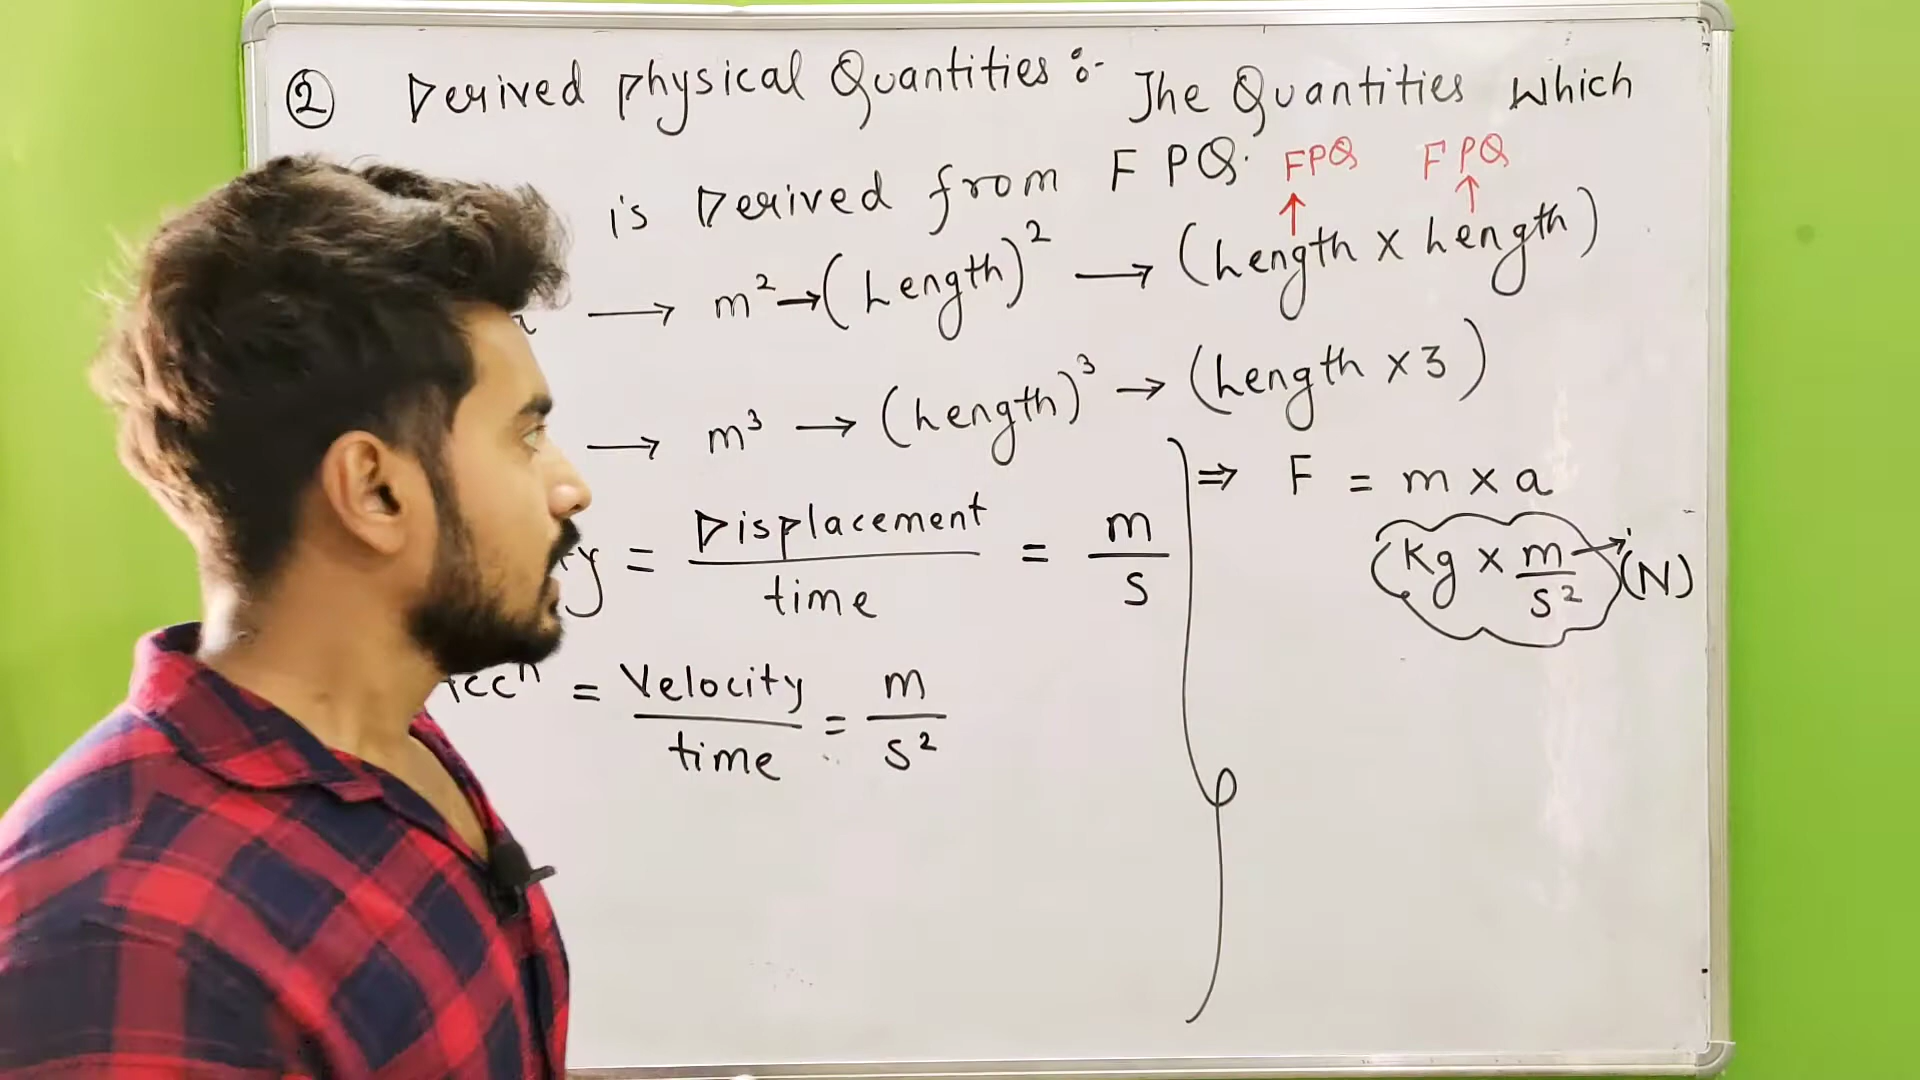 ② Derived physical Quantities :- The Quantities which
is Derived from F P Q.
FPQ FPQ
→ m² → (Length)² → (Length × Length)
→ m³ → (Length)³ → (Length × 3)
⇒ F = m × a
= Displacement / time = m / s
Kg × m / s² → (N)
Accⁿ = Velocity / time = m / s²